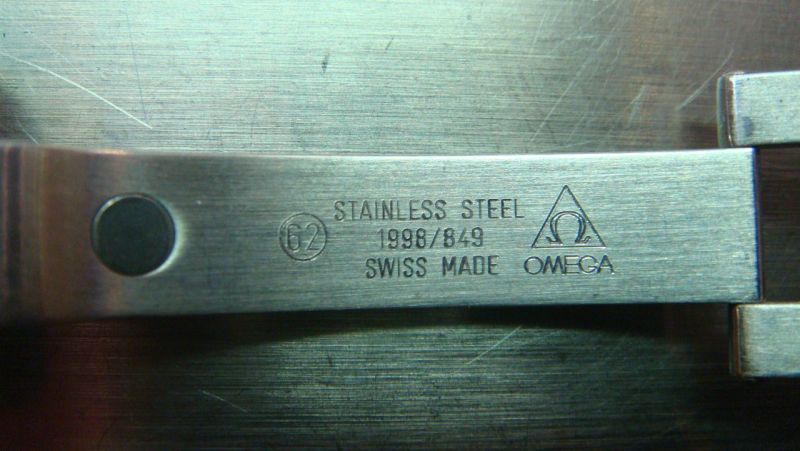 62
STAINLESS STEEL
1998/849
SWISS MADE
Ω
OMEGA